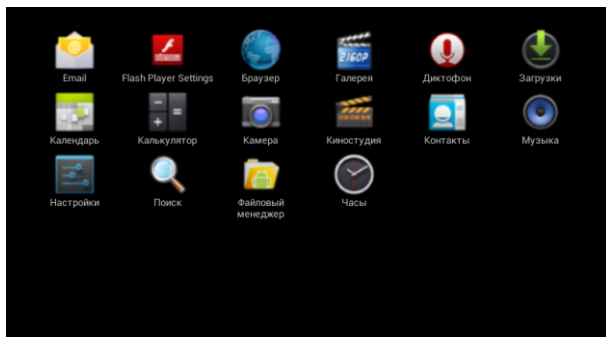 2160P
Email
Flash Player Settings
Браузер
Галерея
Диктофон
Загрузки
Календарь
Калькулятор
Камера
Киностудия
Контакты
Музыка
Настройки
Поиск
Файловый
менеджер
Часы